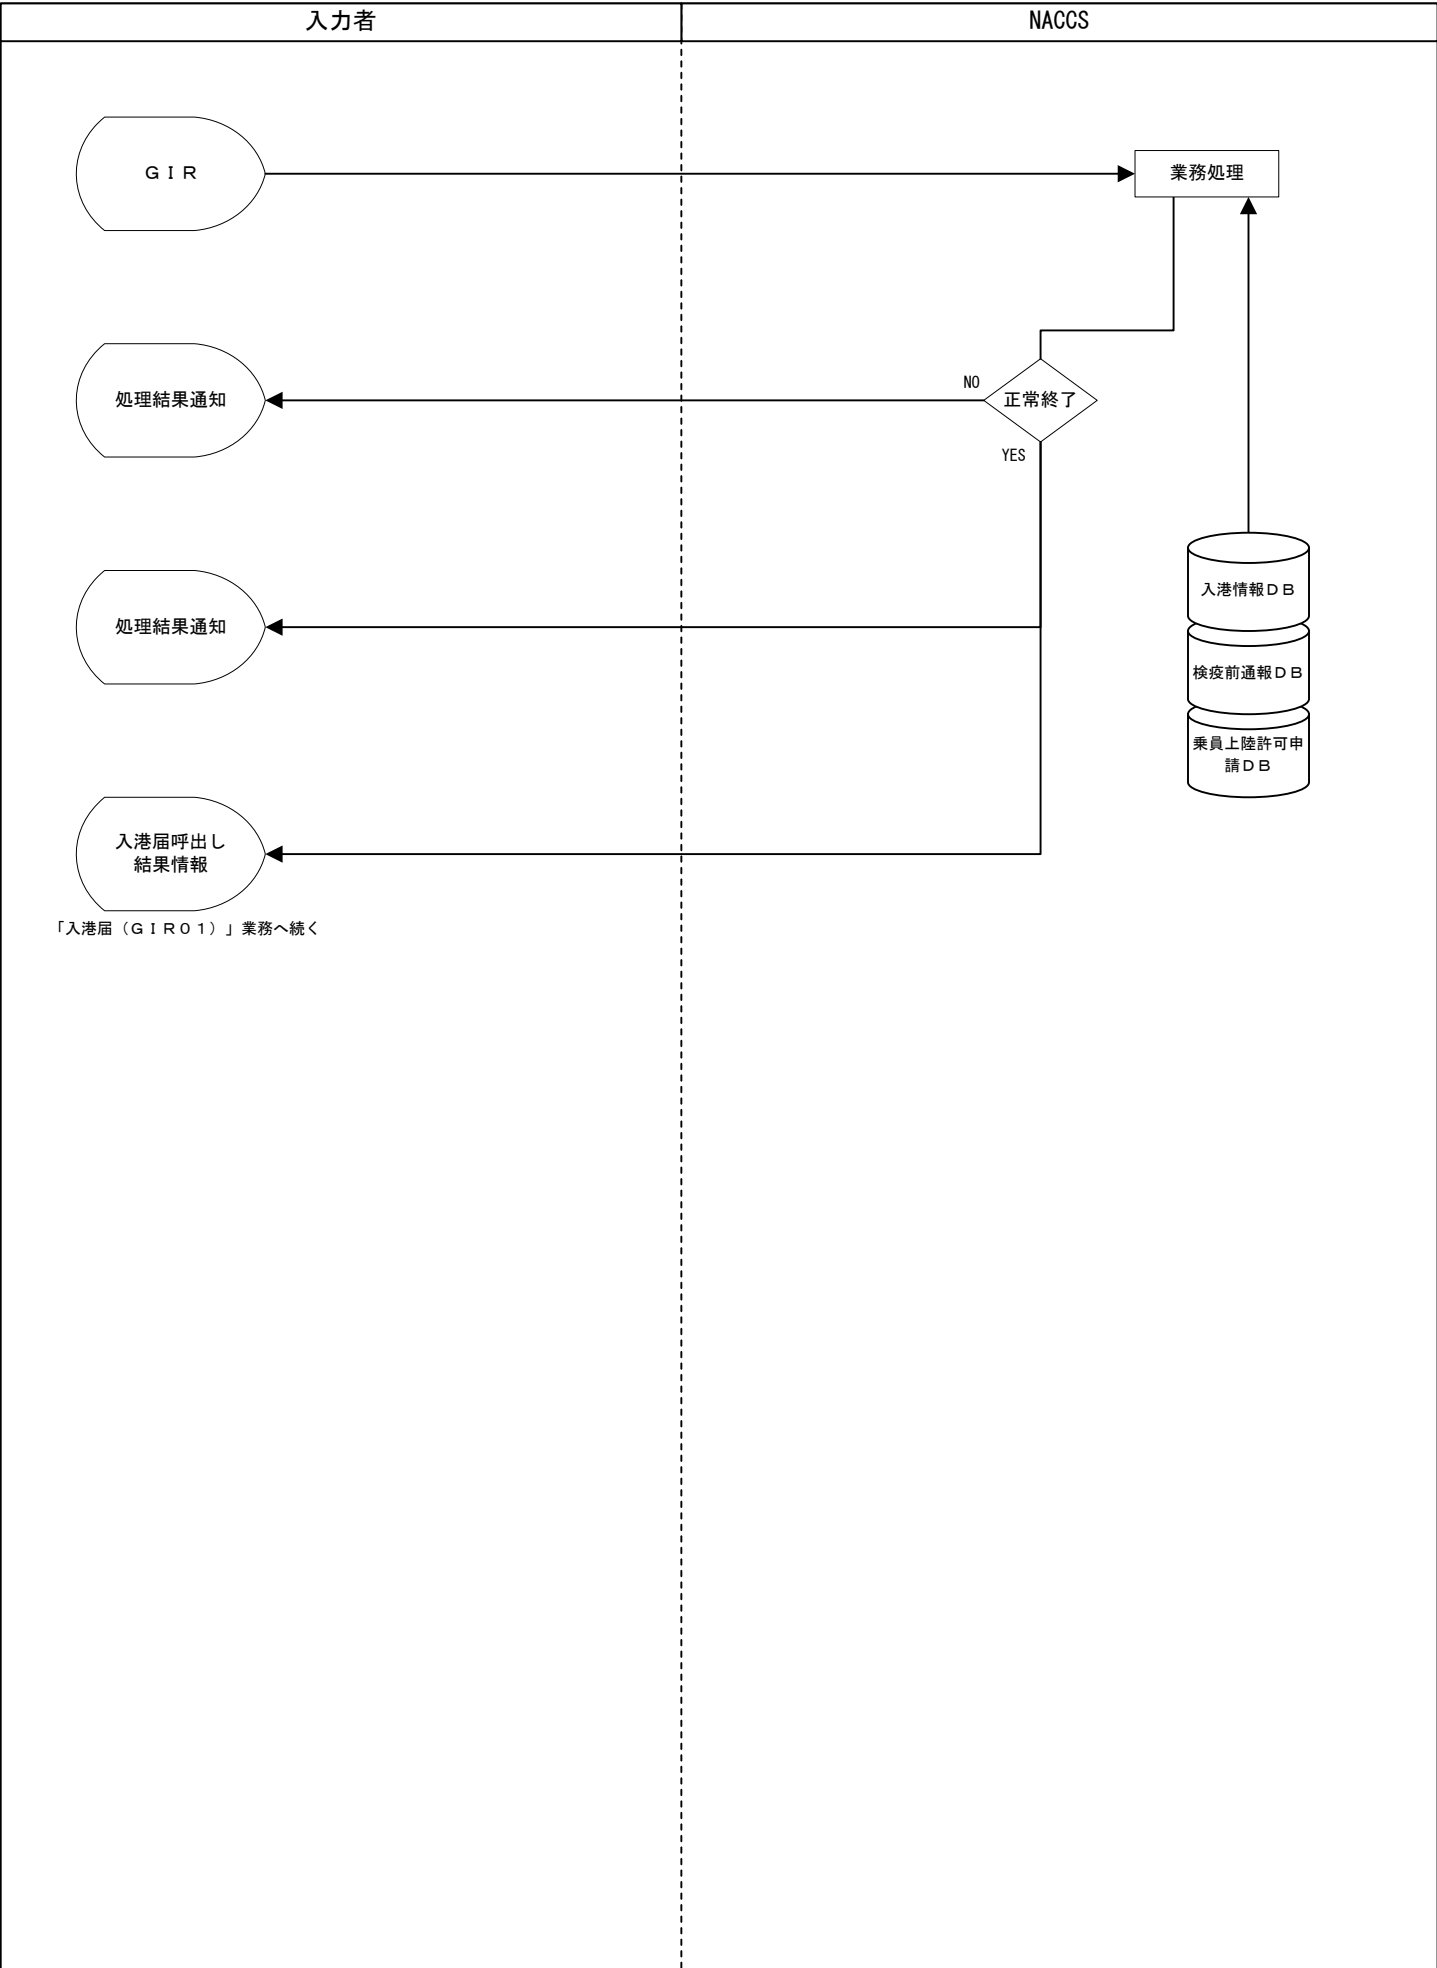 入力者
NACCS
ＧＩＲ
業務処理
処理結果通知
NO
正常終了
YES
処理結果通知
入港情報ＤＢ
検疫前通報ＤＢ
乗員上陸許可申
請ＤＢ
入港届呼出し
結果情報
「入港届（ＧＩＲ０１）」業務へ続く